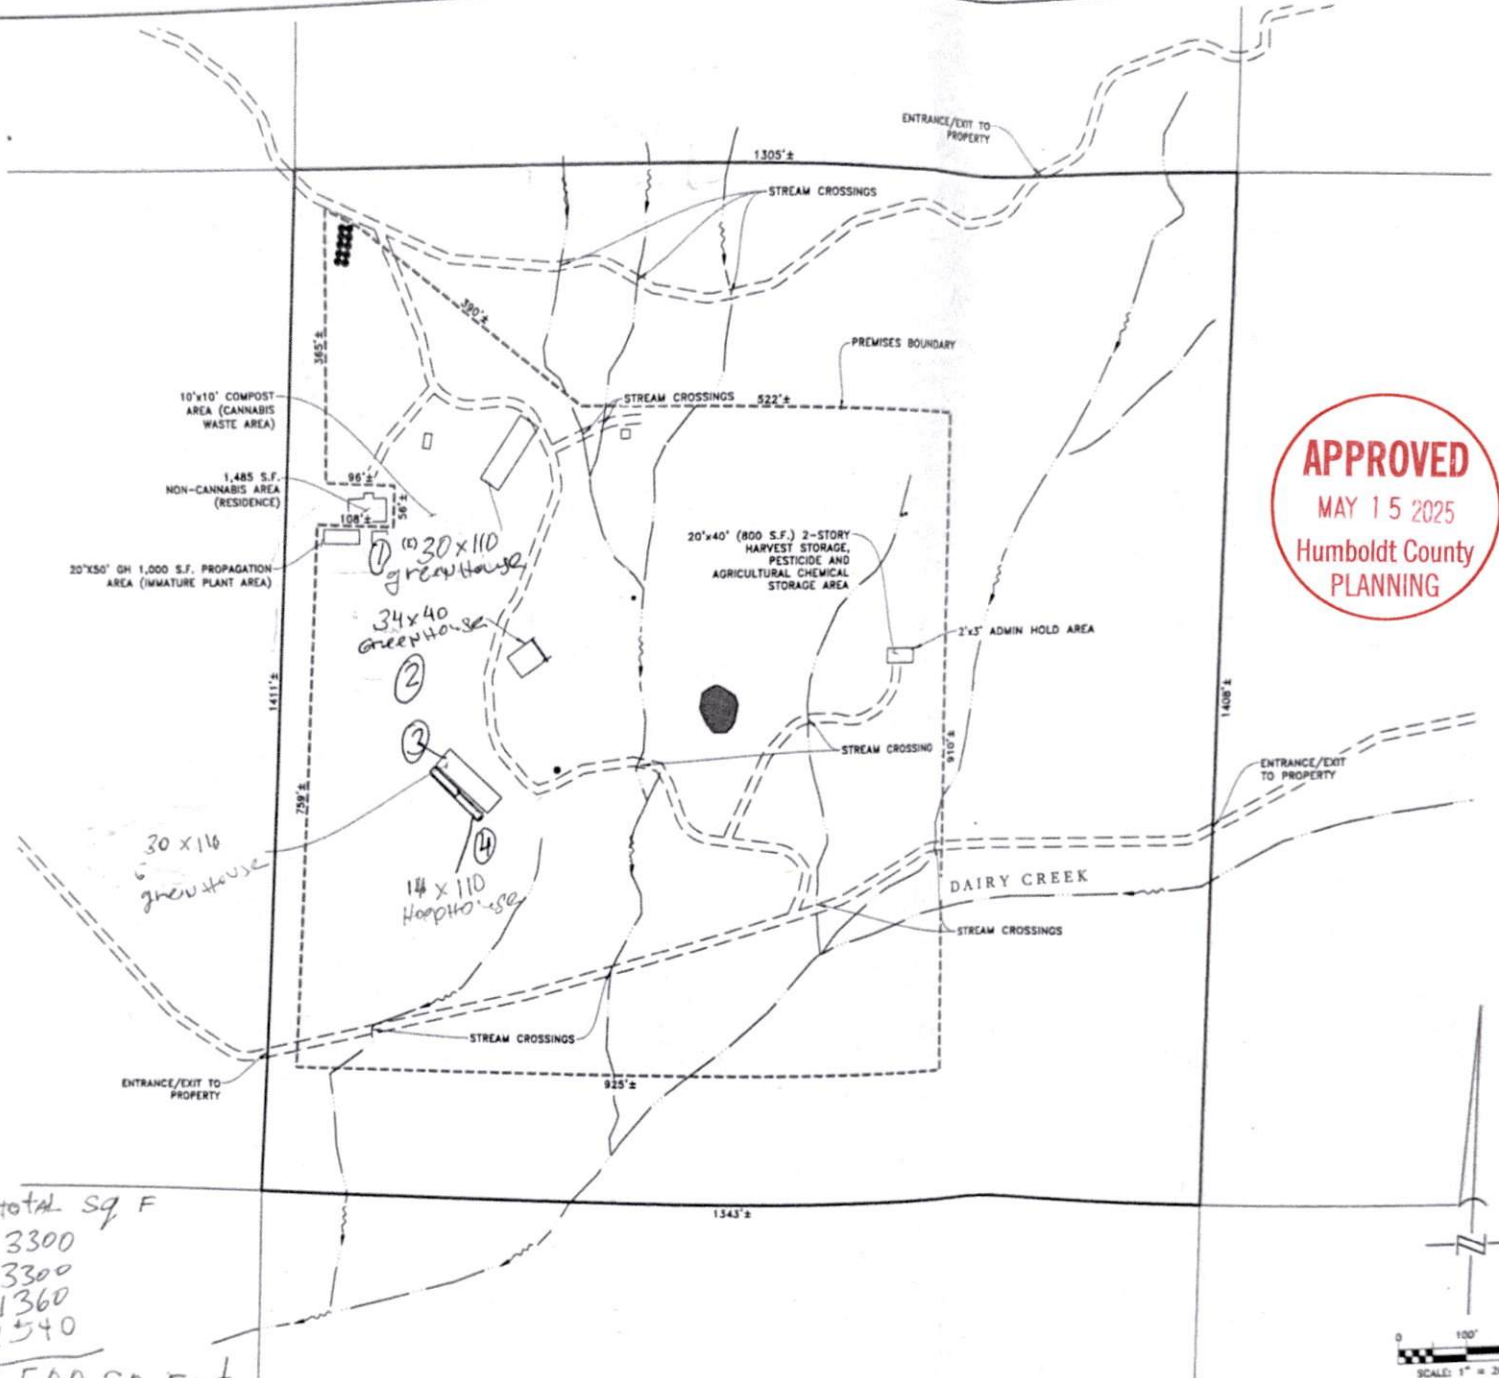 1305'±
ENTRANCE/EXIT TO
PROPERTY
STREAM CROSSINGS
390'±
365'±
PREMISES BOUNDARY
10'x10' COMPOST
AREA (CANNABIS
WASTE AREA)
STREAM CROSSINGS
522'±
1,485 S.F.
NON-CANNABIS AREA
(RESIDENCE)
96'±
56'±
108'±
20'X50' GH 1,000 S.F. PROPAGATION
AREA (IMMATURE PLANT AREA)
1
(E) 30 x 110
greenHouse
20'x40' (800 S.F.) 2-STORY
HARVEST STORAGE,
PESTICIDE AND
AGRICULTURAL CHEMICAL
STORAGE AREA
APPROVED
MAY 15 2025
Humboldt County
PLANNING
34x40
GreenHouse
2
2'x3' ADMIN HOLD AREA
1411'±
1408'±
3
STREAM CROSSING
910'±
ENTRANCE/EXIT
TO PROPERTY
759'±
30 x 110
greenHouse
4
14 x 110
HoopHouse
DAIRY CREEK
STREAM CROSSINGS
STREAM CROSSINGS
ENTRANCE/EXIT TO
PROPERTY
925'±
1343'±
total sq F
3300
3300
1360
1540
0 100'
SCALE: 1" =